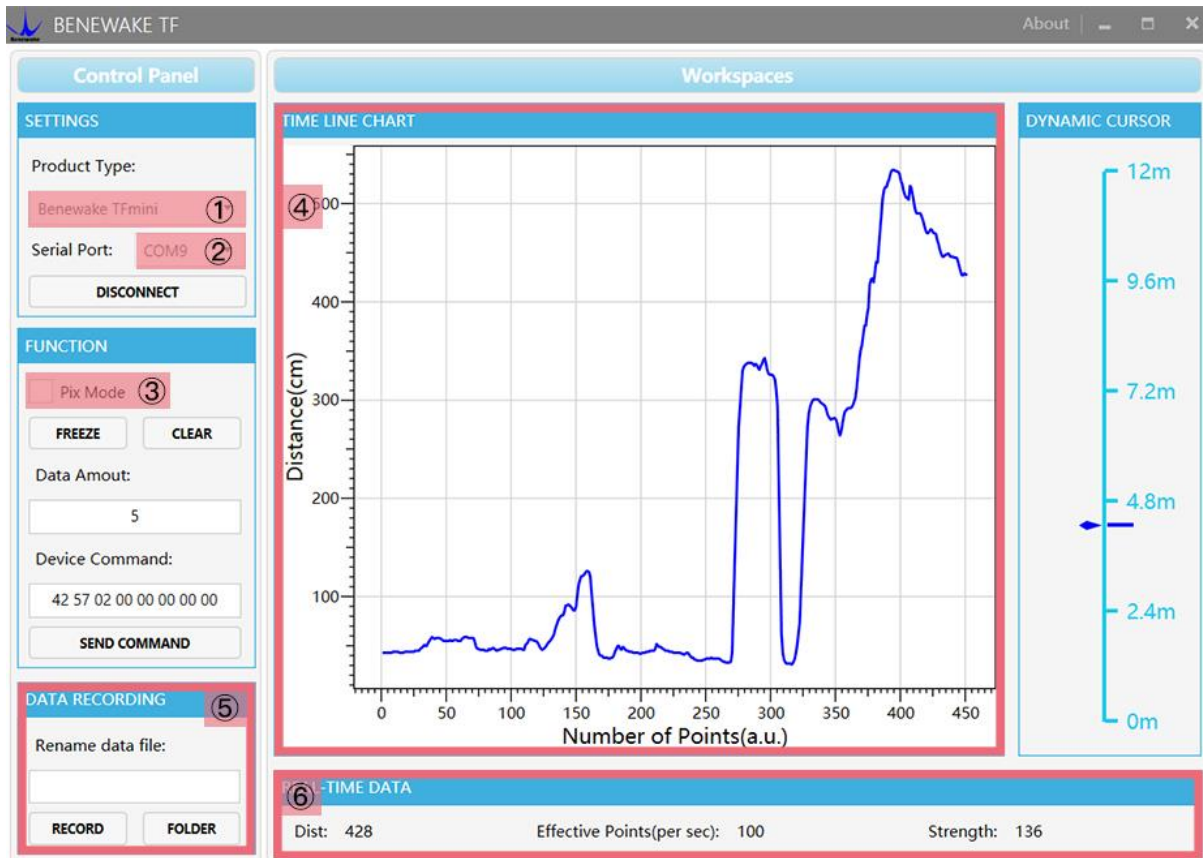 BENEWAKE TF
About
Control Panel
SETTINGS
Product Type:
Benewake TFmini ①
Serial Port: COM9 ②
DISCONNECT
FUNCTION
Pix Mode ③
FREEZE CLEAR
Data Amout:
5
Device Command:
42 57 02 00 00 00 00 00
SEND COMMAND
DATA RECORDING ⑤
Rename data file:
RECORD FOLDER
Workspaces
TIME LINE CHART
④
500
400
300
200
100
Distance(cm)
0 50 100 150 200 250 300 350 400 450
Number of Points(a.u.)
DYNAMIC CURSOR
12m
9.6m
7.2m
4.8m
2.4m
0m
⑥ -TIME DATA
Dist: 428 Effective Points(per sec): 100 Strength: 136